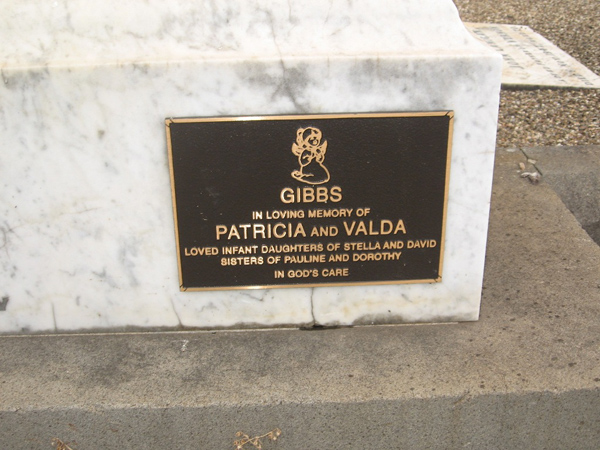 GIBBS
IN LOVING MEMORY OF
PATRICIA AND VALDA
LOVED INFANT DAUGHTERS OF STELLA AND DAVID
SISTERS OF PAULINE AND DOROTHY
IN GOD'S CARE